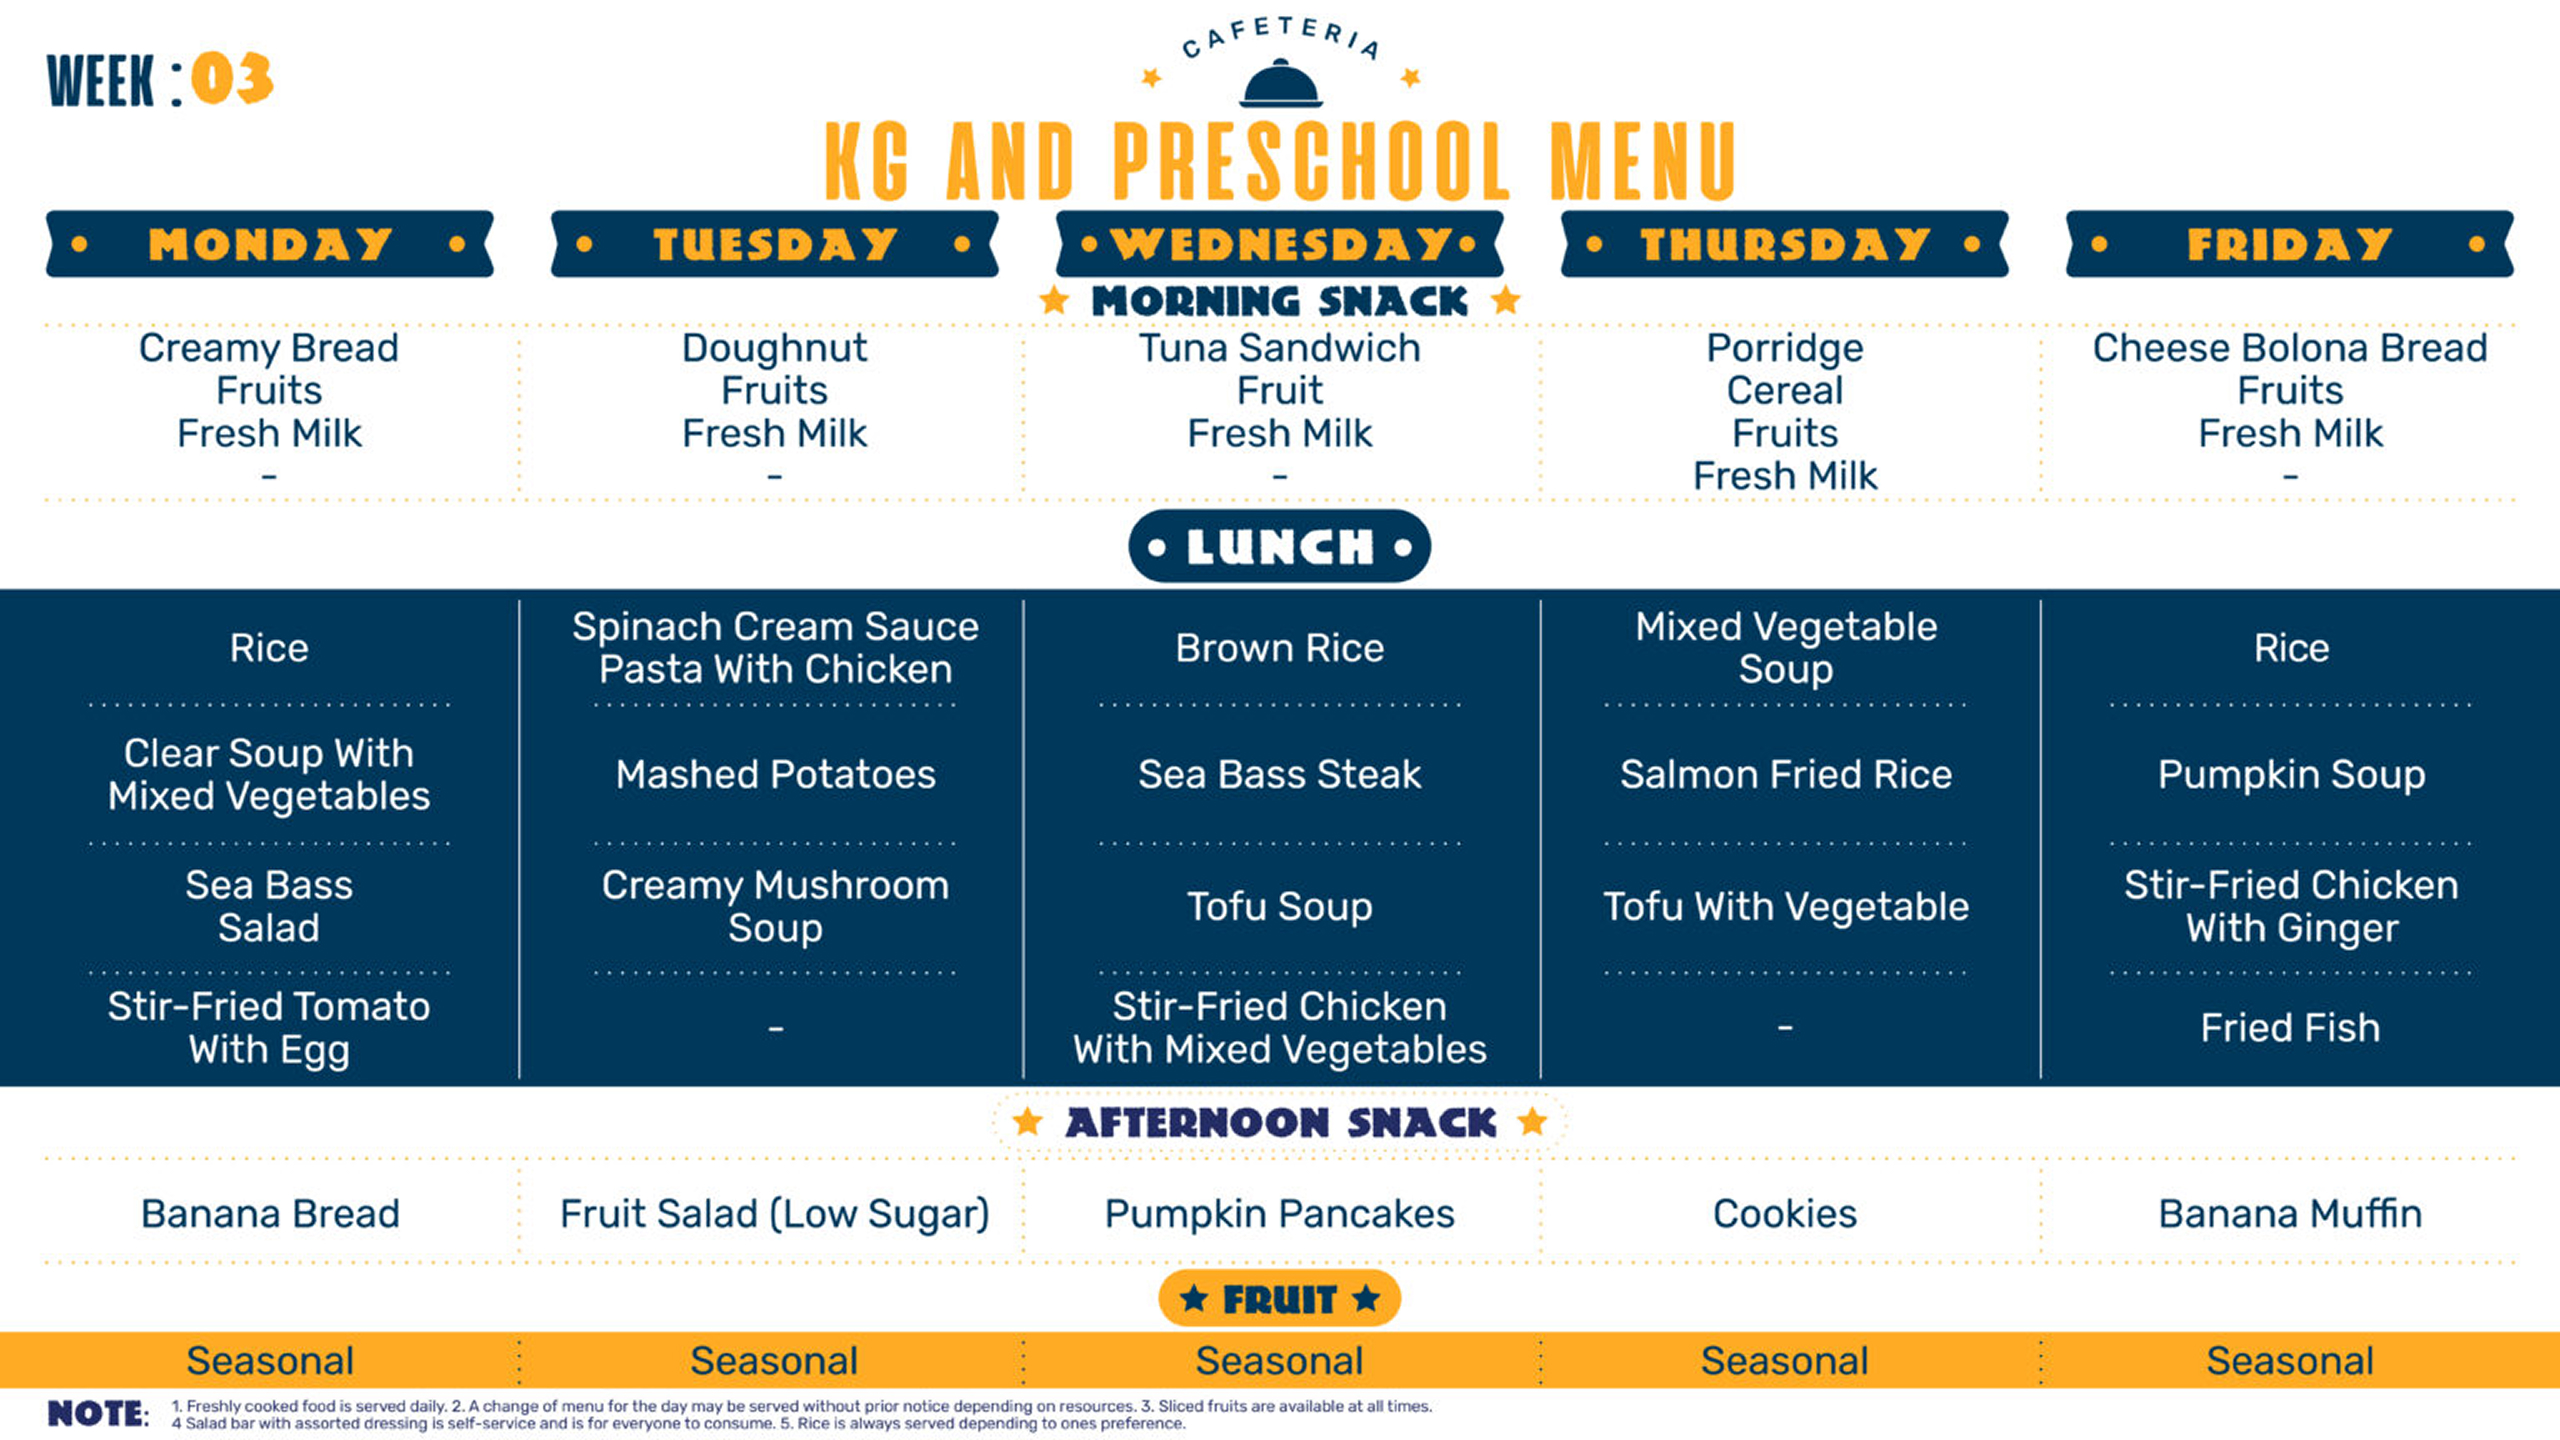 WEEK : 03
CAFETERIA
KG AND PRESCHOOL MENU
MONDAY
TUESDAY
WEDNESDAY
THURSDAY
FRIDAY
MORNING SNACK
Creamy Bread
Fruits
Fresh Milk
-
Doughnut
Fruits
Fresh Milk
-
Tuna Sandwich
Fruit
Fresh Milk
-
Porridge
Cereal
Fruits
Fresh Milk
Cheese Bolona Bread
Fruits
Fresh Milk
-
LUNCH
Rice
Clear Soup With
Mixed Vegetables
Sea Bass
Salad
Stir-Fried Tomato
With Egg
Spinach Cream Sauce
Pasta With Chicken
Mashed Potatoes
Creamy Mushroom
Soup
-
Brown Rice
Sea Bass Steak
Tofu Soup
Stir-Fried Chicken
With Mixed Vegetables
Mixed Vegetable
Soup
Salmon Fried Rice
Tofu With Vegetable
-
Rice
Pumpkin Soup
Stir-Fried Chicken
With Ginger
Fried Fish
AFTERNOON SNACK
Banana Bread
Fruit Salad (Low Sugar)
Pumpkin Pancakes
Cookies
Banana Muffin
FRUIT
Seasonal
Seasonal
Seasonal
Seasonal
Seasonal
NOTE: 1. Freshly cooked food is served daily. 2. A change of menu for the day may be served without prior notice depending on resources. 3. Sliced fruits are available at all times.
4 Salad bar with assorted dressing is self-service and is for everyone to consume. 5. Rice is always served depending to ones preference.